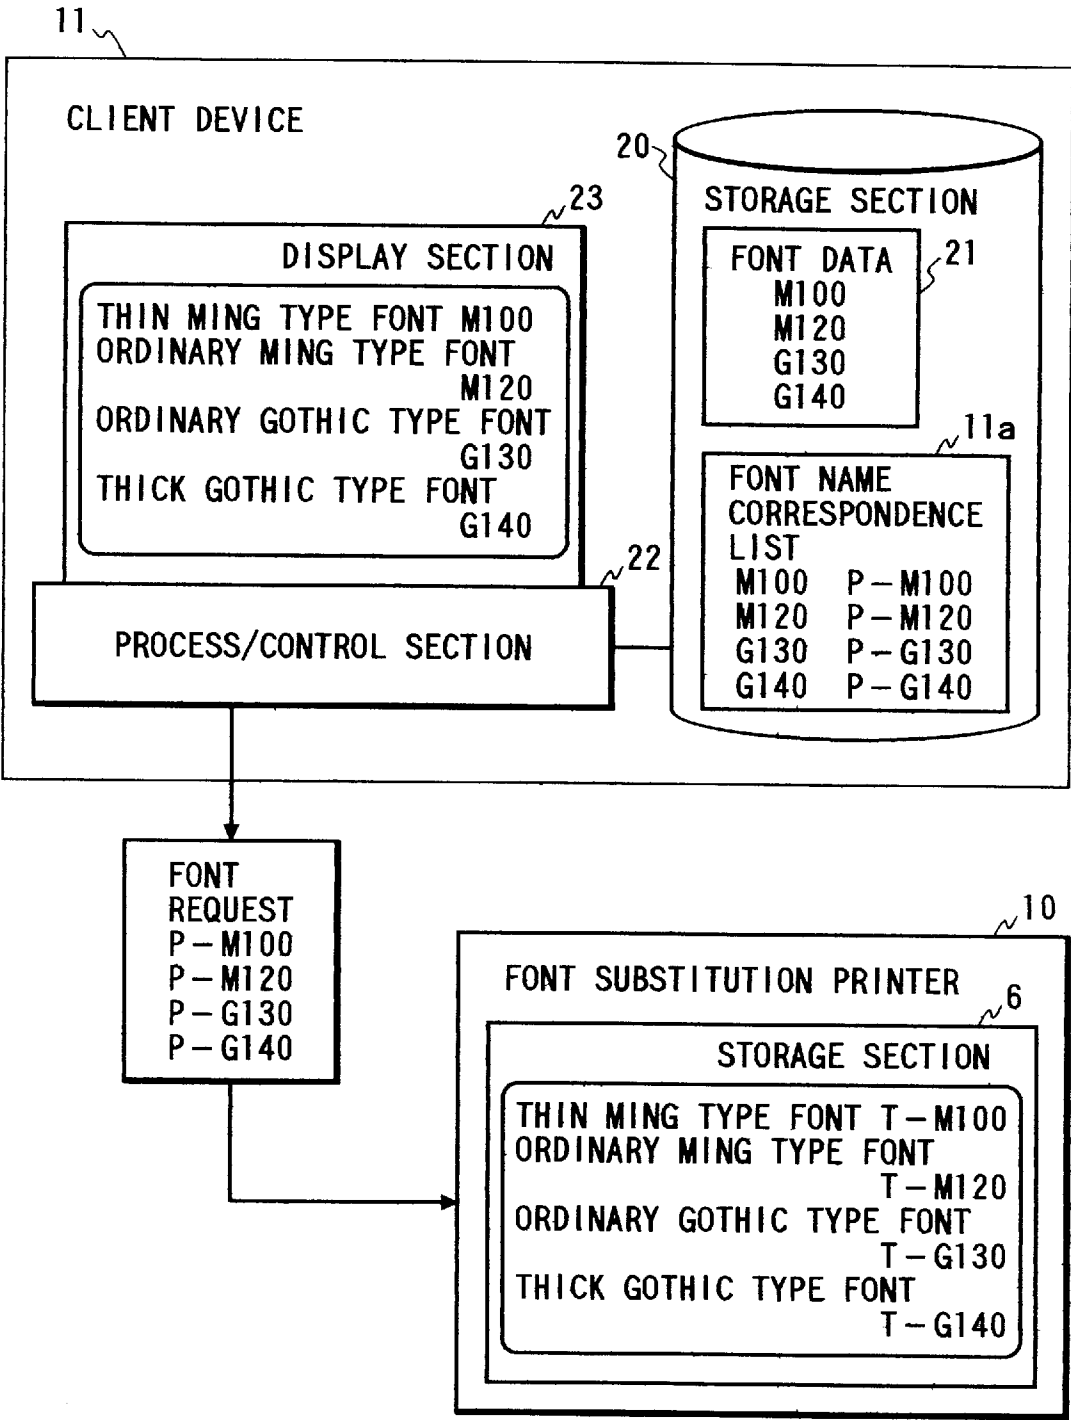 11
CLIENT DEVICE
20
STORAGE SECTION
23
DISPLAY SECTION
THIN MING TYPE FONT M100
ORDINARY MING TYPE FONT
M120
ORDINARY GOTHIC TYPE FONT
G130
THICK GOTHIC TYPE FONT
G140
21
FONT DATA
M100
M120
G130
G140
11a
FONT NAME
CORRESPONDENCE
LIST
M100 P-M100
M120 P-M120
G130 P-G130
G140 P-G140
22
PROCESS/CONTROL SECTION
FONT
REQUEST
P-M100
P-M120
P-G130
P-G140
10
FONT SUBSTITUTION PRINTER
6
STORAGE SECTION
THIN MING TYPE FONT T-M100
ORDINARY MING TYPE FONT
T-M120
ORDINARY GOTHIC TYPE FONT
T-G130
THICK GOTHIC TYPE FONT
T-G140